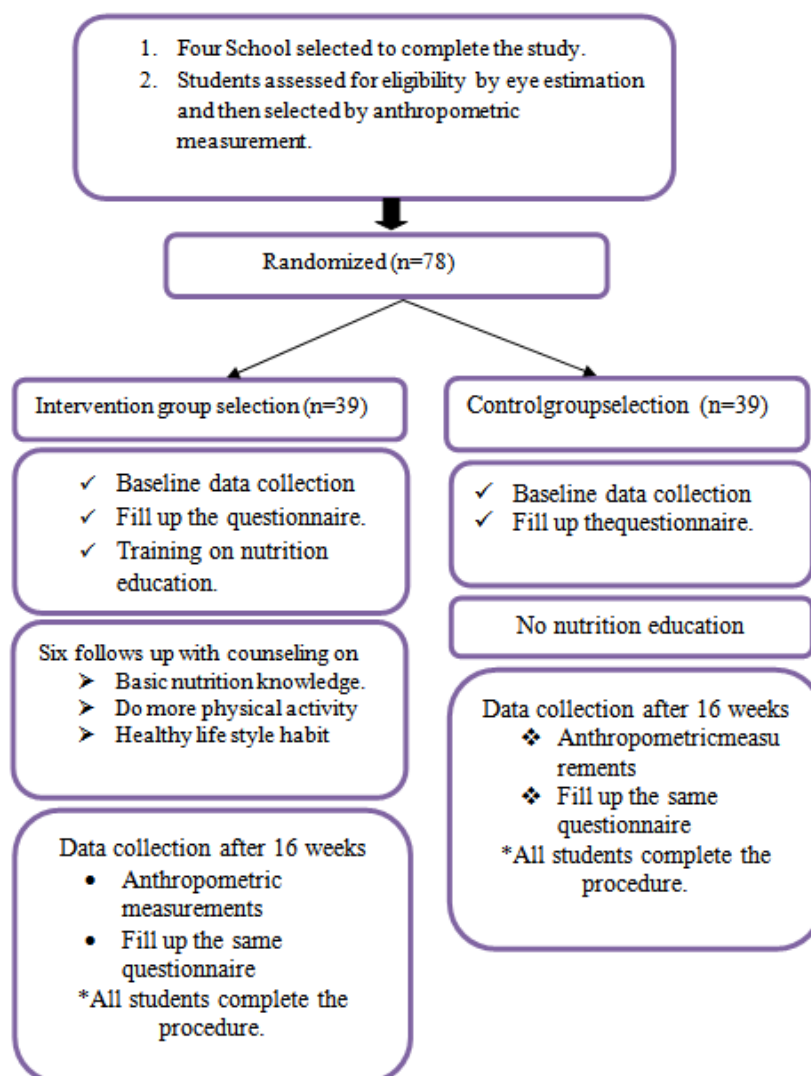 1. Four School selected to complete the study.
2. Students assessed for eligibility by eye estimation
and then selected by anthropometric
measurement.
Randomized (n=78)
Intervention group selection (n=39)
✓ Baseline data collection
✓ Fill up the questionnaire.
✓ Training on nutrition
education.
Six follows up with counseling on
➢ Basic nutrition knowledge.
➢ Do more physical activity
➢ Healthy life style habit
Data collection after 16 weeks
• Anthropometric
measurements
• Fill up the same
questionnaire
*All students complete the
procedure.
Controlgroupselection (n=39)
✓ Baseline data collection
✓ Fill up thequestionnaire.
No nutrition education
Data collection after 16 weeks
❖ Anthropometricmeasu
rements
❖ Fill up the same
questionnaire
*All students complete the
procedure.